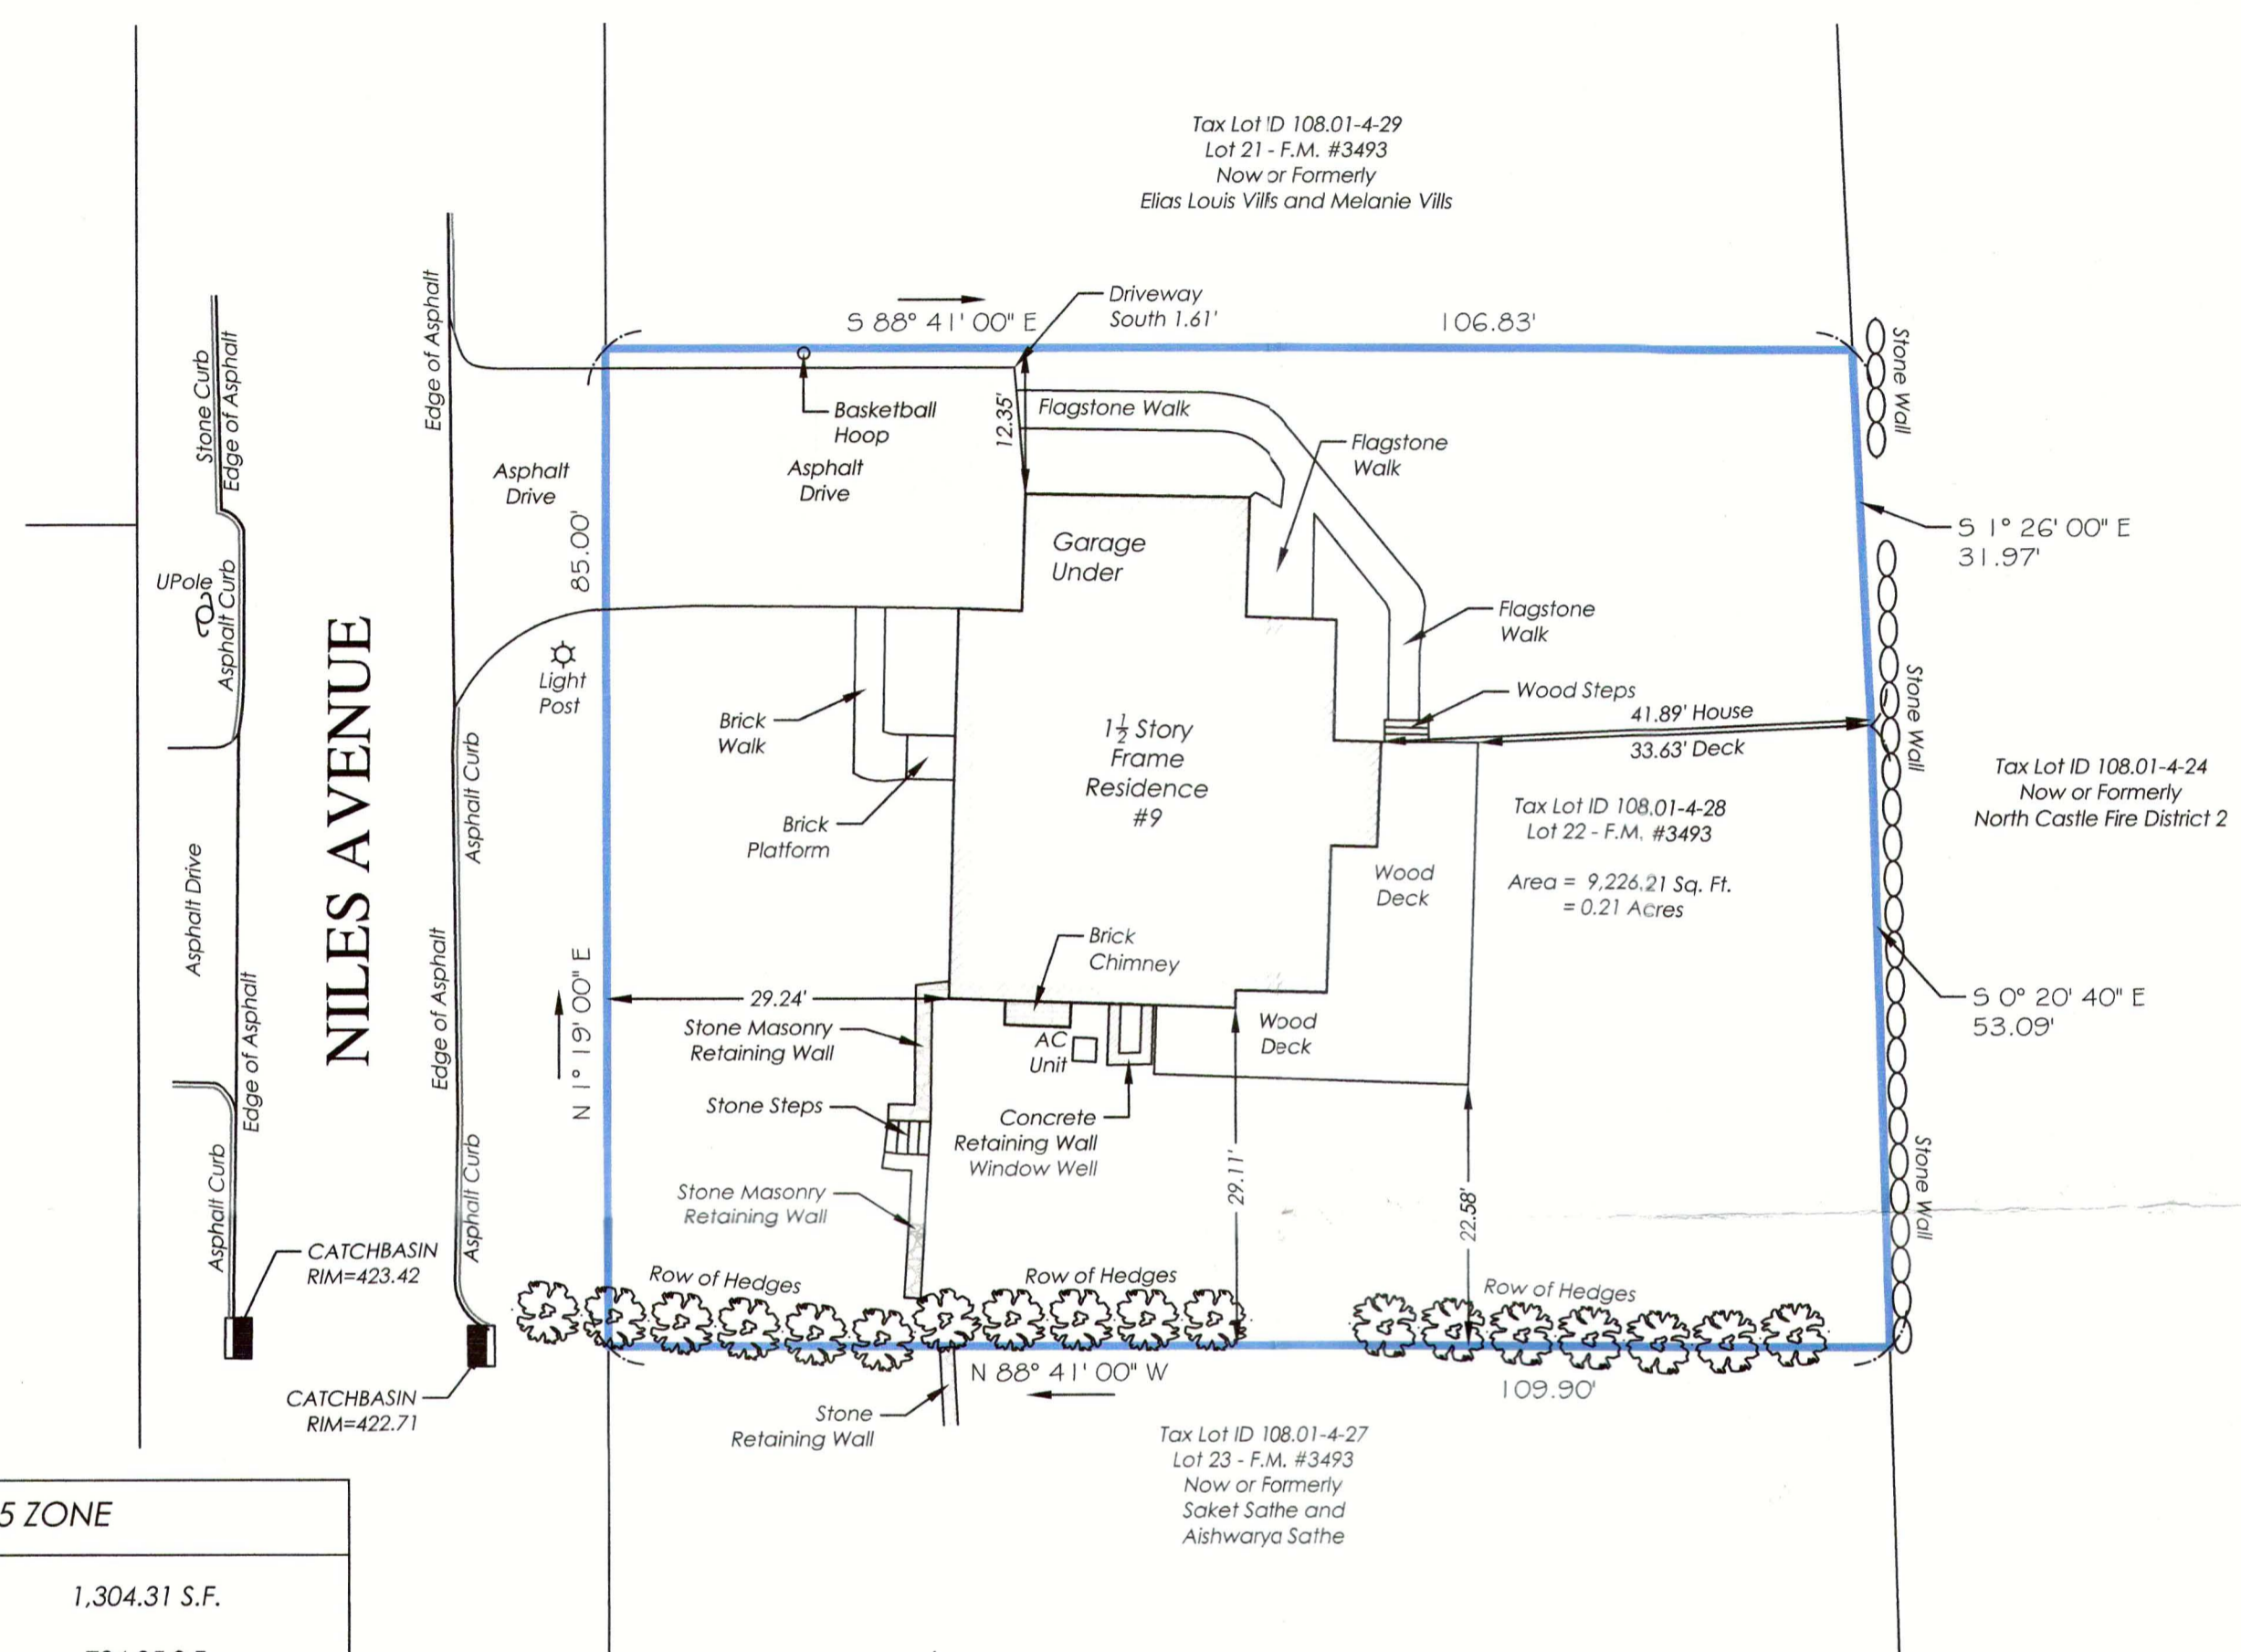 Tax Lot ID 108.01-4-29
Lot 21 - F.M. #3493
Now or Formerly
Elias Louis Vills and Melanie Vills
Driveway
South 1.61'
S 88° 41' 00" E
106.83'
Stone Curb
Edge of Asphalt
Edge of Asphalt
Stone Wall
12.35'
Flagstone Walk
Basketball
Hoop
Flagstone
Walk
Asphalt
Drive
Asphalt
Drive
85.00'
S 1° 26' 00" E
31.97'
Garage
Under
UPole
Asphalt Curb
NILES AVENUE
Flagstone
Walk
Light
Post
Wood Steps
Brick
Walk
1½ Story
Frame
Residence
#9
41.89' House
33.63' Deck
Stone Wall
Asphalt Curb
Tax Lot ID 108.01-4-24
Now or Formerly
North Castle Fire District 2
Tax Lot ID 108.01-4-28
Lot 22 - F.M. #3493
Area = 9,226.21 Sq. Ft.
= 0.21 Acres
Brick
Platform
Asphalt Drive
Wood
Deck
Brick
Chimney
Edge of Asphalt
Edge of Asphalt
N 1° 19' 00" E
29.24'
S 0° 20' 40" E
53.09'
Stone Masonry
Retaining Wall
AC
Unit
Wood
Deck
Stone Steps
Concrete
Retaining Wall
Window Well
29.11'
22.58'
Stone Wall
Asphalt Curb
Asphalt Curb
Stone Masonry
Retaining Wall
CATCHBASIN
RIM=423.42
Row of Hedges
Row of Hedges
Row of Hedges
N 88° 41' 00" W
109.90'
CATCHBASIN
RIM=422.71
Stone
Retaining Wall
Tax Lot ID 108.01-4-27
Lot 23 - F.M. #3493
Now or Formerly
Saket Sathe and
Aishwarya Sathe
5 ZONE
1,304.31 S.F.